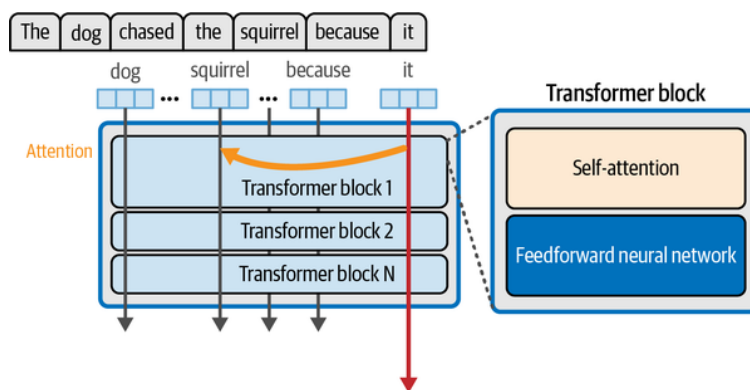 The dog chased the squirrel because it
dog squirrel because it
... ...
Transformer block
Attention
Transformer block 1
Transformer block 2
Transformer block N
Self-attention
Feedforward neural network